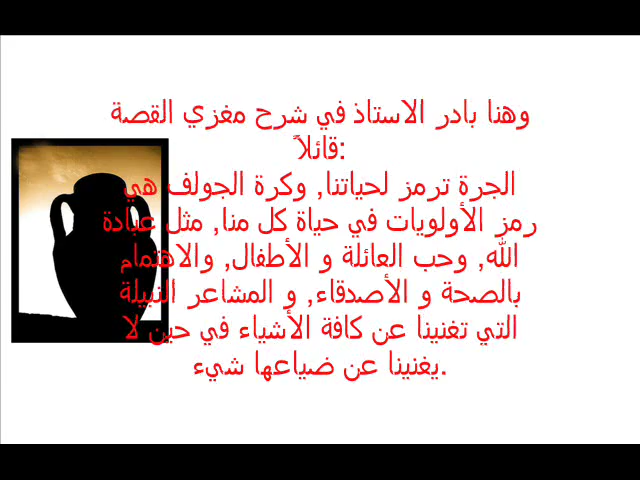 وهنا بادر الاستاذ في شرح مغزي القصة
قائلاً:
الجرة ترمز لحياتنا, وكرة الجولف هي
رمز الأولويات في حياة كل منا, مثل عبادة
الله, وحب العائلة و الأطفال, والاهتمام
بالصحة و الأصدقاء, و المشاعر النبيلة
التي تغنينا عن كافة الأشياء في حين لا
يغنينا عن ضياعها شيء.